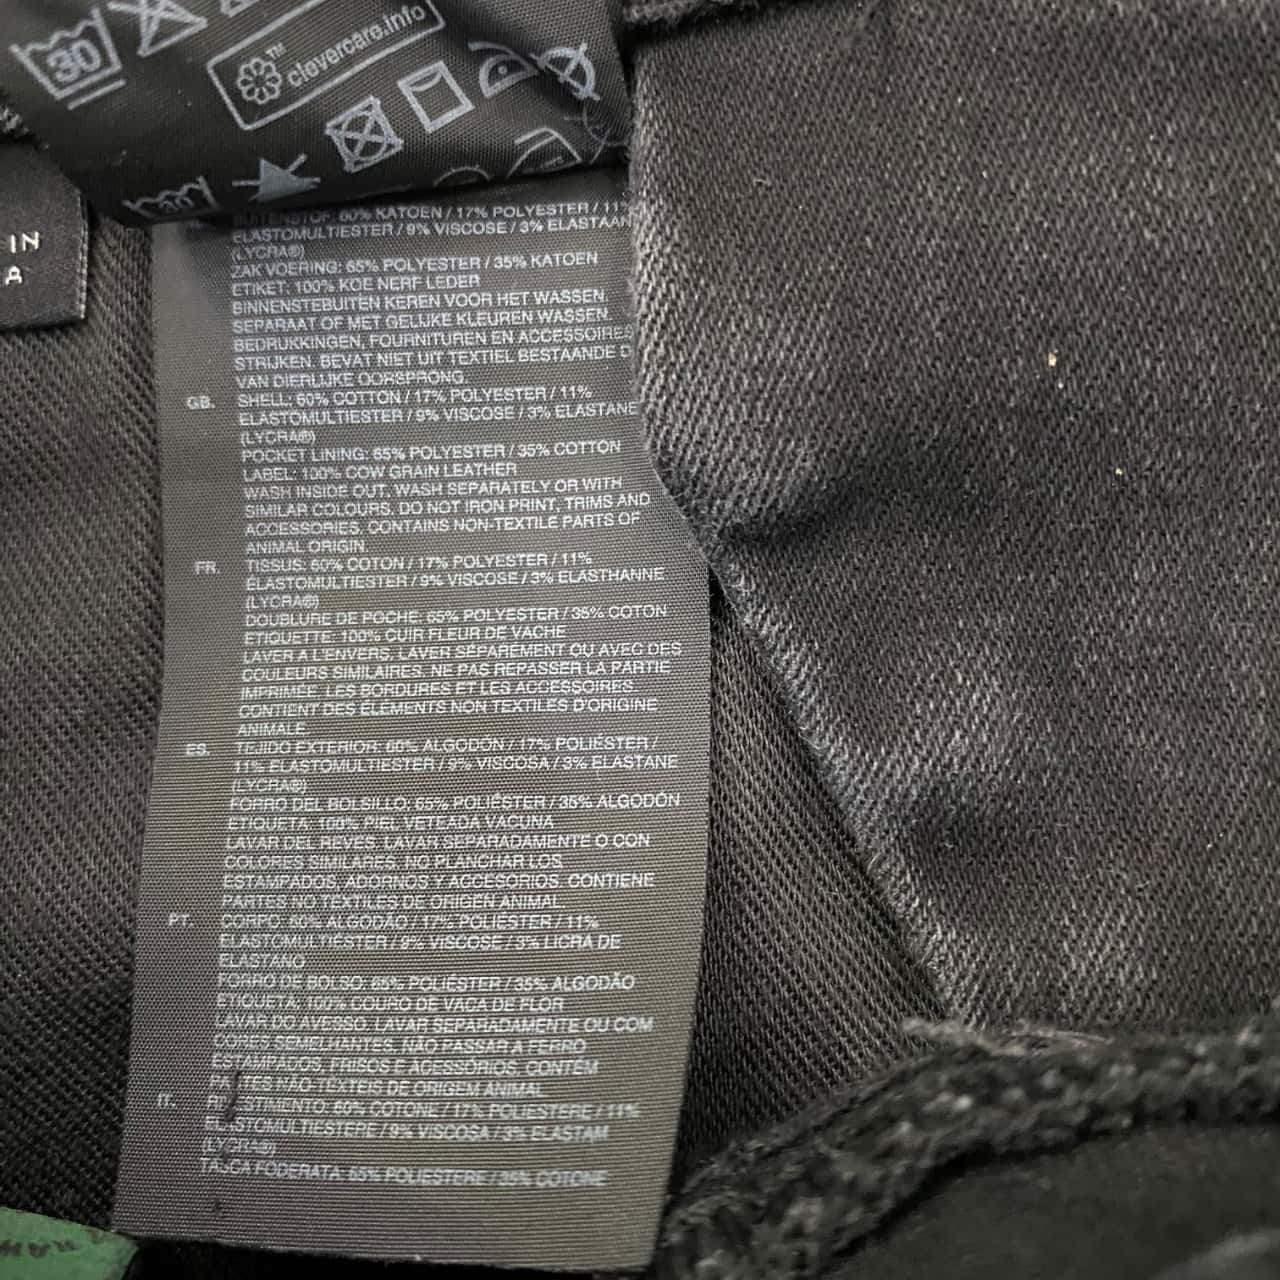 30
™ clevercare.info
IN
A
BUITENSTOF: 60% KATOEN / 17% POLYESTER / 11%
ELASTOMULTIESTER / 9% VISCOSE / 3% ELASTAAN
(LYCRA®)
ZAK VOERING: 65% POLYESTER / 35% KATOEN
ETIKET: 100% KOE NERF LEDER
BINNENSTEBUITEN KEREN VOOR HET WASSEN.
SEPARAAT OF MET GELIJKE KLEUREN WASSEN.
BEDRUKKINGEN, FOURNITUREN EN ACCESSOIRES
STRIJKEN. BEVAT NIET UIT TEXTIEL BESTAANDE D
VAN DIERLIJKE OORSPRONG.
GB. SHELL: 60% COTTON / 17% POLYESTER / 11%
ELASTOMULTIESTER / 9% VISCOSE / 3% ELASTANE
(LYCRA®)
POCKET LINING: 65% POLYESTER / 35% COTTON
LABEL: 100% COW GRAIN LEATHER
WASH INSIDE OUT. WASH SEPARATELY OR WITH
SIMILAR COLOURS. DO NOT IRON PRINT, TRIMS AND
ACCESSORIES. CONTAINS NON-TEXTILE PARTS OF
ANIMAL ORIGIN.
FR. TISSUS: 60% COTON / 17% POLYESTER / 11%
ÉLASTOMULTIESTER / 9% VISCOSE / 3% ELASTHANNE
(LYCRA®)
DOUBLURE DE POCHE: 65% POLYESTER / 35% COTON
ETIQUETTE: 100% CUIR FLEUR DE VACHE
LAVER A L'ENVERS. LAVER SÉPARÉMENT OU AVEC DES
COULEURS SIMILAIRES. NE PAS REPASSER LA PARTIE
IMPRIMÉE, LES BORDURES ET LES ACCESSOIRES.
CONTIENT DES ÉLÉMENTS NON TEXTILES D'ORIGINE
ANIMALE.
ES. TEJIDO EXTERIOR: 60% ALGODÓN / 17% POLIÉSTER /
11% ELASTOMULTIESTER / 9% VISCOSA / 3% ELASTANE
(LYCRA®)
FORRO DEL BOLSILLO: 65% POLIÉSTER / 35% ALGODÓN
ETIQUETA: 100% PIEL VETEADA VACUNA
LAVAR DEL REVÉS. LAVAR SEPARADAMENTE O CON
COLORES SIMILARES. NO PLANCHAR LOS
ESTAMPADOS, ADORNOS Y ACCESORIOS. CONTIENE
PARTES NO TEXTILES DE ORIGEN ANIMAL
PT. CORPO: 60% ALGODÃO / 17% POLIÉSTER / 11%
ELASTOMULTIÉSTER / 9% VISCOSE / 3% LICRA DE
ELASTANO
FORRO DE BOLSO: 65% POLIÉSTER / 35% ALGODÃO
ETIQUETA: 100% COURO DE VACA DE FLOR
LAVAR DO AVESSO. LAVAR SEPARADAMENTE OU COM
CORES SEMELHANTES. NÃO PASSAR A FERRO
ESTAMPADOS, FRISOS E ACESSÓRIOS. CONTÉM
PARTES NÃO-TÊXTEIS DE ORIGEM ANIMAL
IT. RIVESTIMENTO: 60% COTONE / 17% POLIESTERE / 11%
ELASTOMULTIESTERE / 9% VISCOSA / 3% ELASTAM
(LYCRA®)
TASCA FODERATA: 65% POLIESTERE / 35% COTONE
RAW